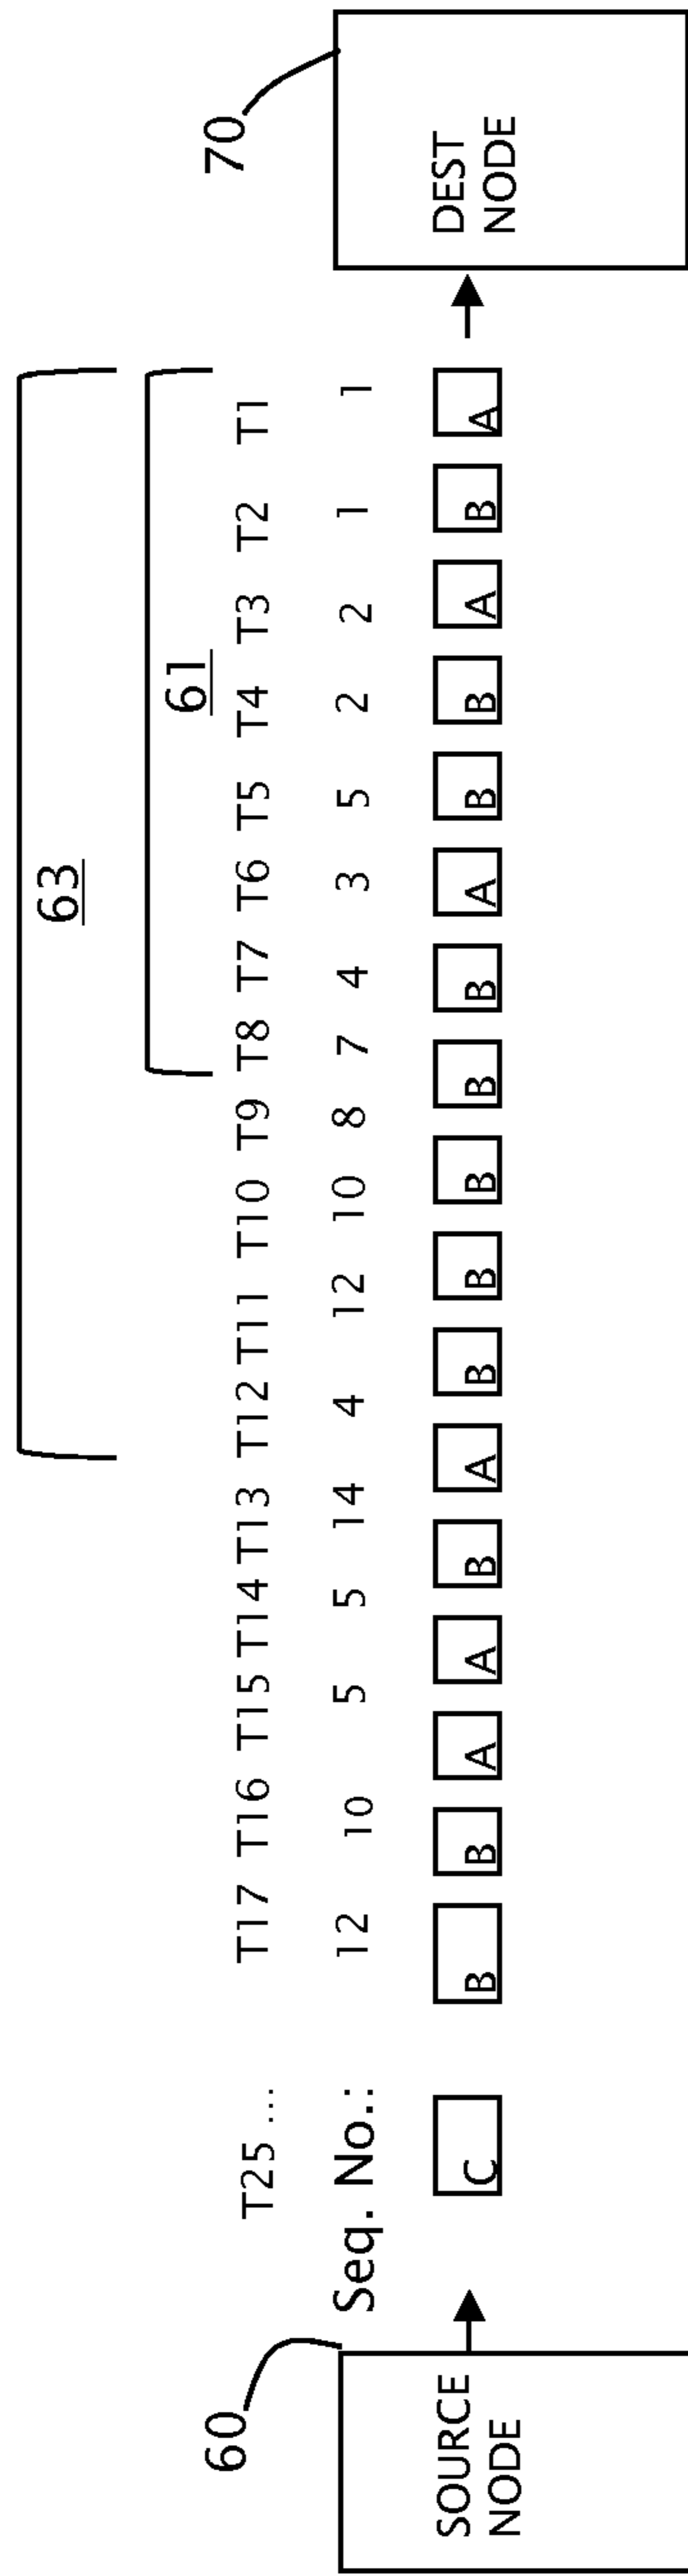 63
61
60
70
T25 ... T17 T16 T15 T14 T13 T12 T11 T10 T9 T8 T7 T6 T5 T4 T3 T2 T1
Seq. No.: 12 10 5 5 14 4 12 10 8 7 4 3 5 2 2 1 1
SOURCE
NODE
C B B A A B A B B B B B A B B A B A
DEST
NODE